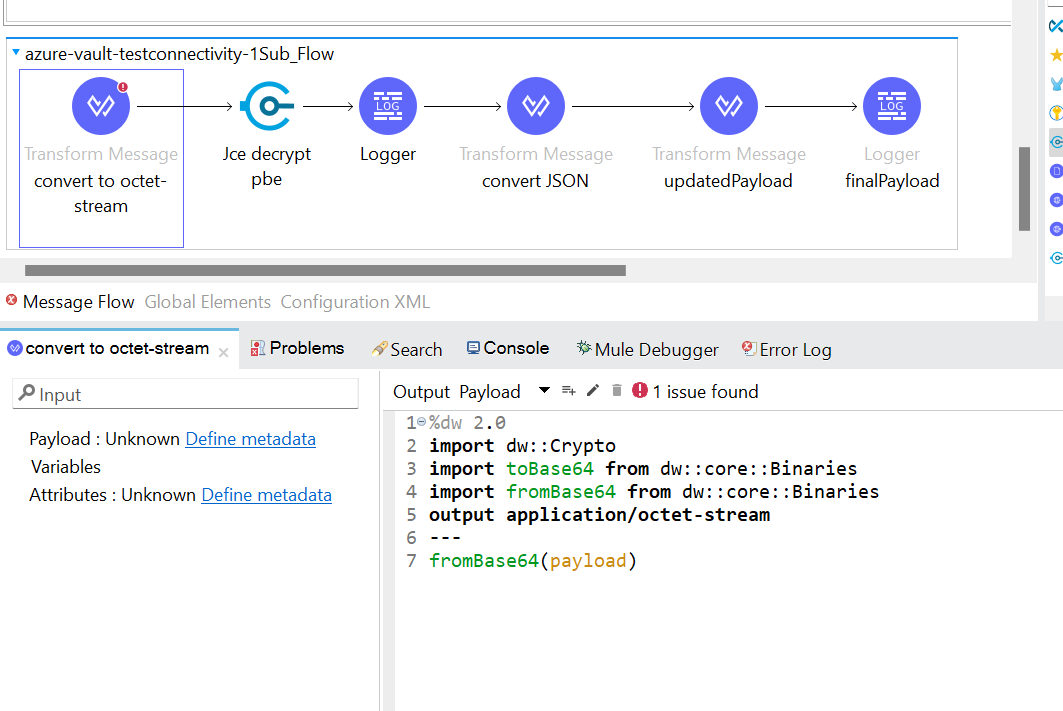 azure-vault-testconnectivity-1Sub_Flow
LOG
LOG
Transform Message
convert to octet-
stream
Jce decrypt
pbe
Logger
Transform Message
convert JSON
Transform Message
updatedPayload
Logger
finalPayload
Message Flow Global Elements Configuration XML
convert to octet-stream Problems Search Console Mule Debugger Error Log
Input
Payload : Unknown Define metadata
Variables
Attributes : Unknown Define metadata
Output Payload 1 issue found
1 %dw 2.0
2 import dw::Crypto
3 import toBase64 from dw::core::Binaries
4 import fromBase64 from dw::core::Binaries
5 output application/octet-stream
6 ---
7 fromBase64(payload)